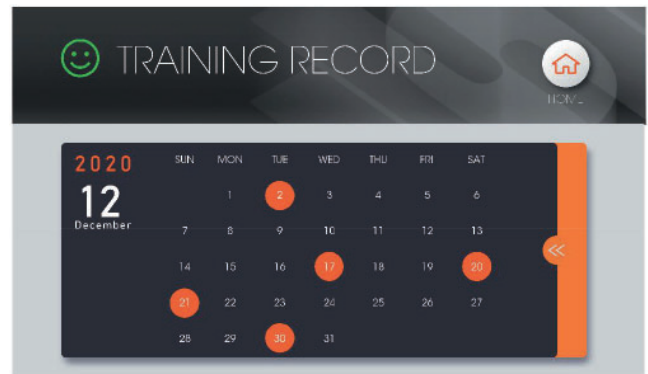 TRAINING RECORD
HOME
2020
12
December
SUN MON TUE WED THU FRI SAT
1 2 3 4 5 6
7 8 9 10 11 12 13
14 15 16 17 18 19 20
21 22 23 24 25 26 27
28 29 30 31